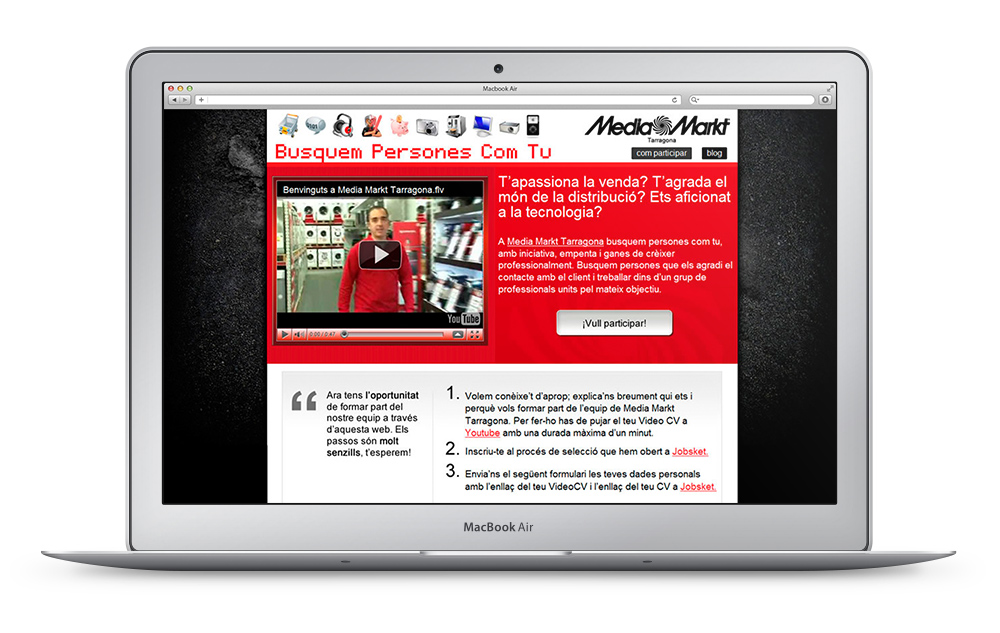 Macbook Air
101
Media Markt
Tarragona
Busquem Persones Com Tu
com participar
blog
Benvinguts a Media Markt Tarragona.flv
YouTube
0:00 / 0:47
T'apassiona la venda? T'agrada el
món de la distribució? Ets aficionat
a la tecnologia?
A Media Markt Tarragona busquem persones com tu,
amb iniciativa, empenta i ganes de crèixer
professionalment. Busquem persones que els agradi el
contacte amb el client i treballar dins d'un grup de
professionals units pel mateix objectiu.
¡Vull participar!
Ara tens l'oportunitat
de formar part del
nostre equip a través
d'aquesta web. Els
passos són molt
senzills, t'esperem!
1. Volem conèixe't d'aprop; explica'ns breument qui ets i
perquè vols formar part de l'equip de Media Markt
Tarragona. Per fer-ho has de pujar el teu Video CV a
Youtube amb una durada màxima d'un minut.
2. Inscriu-te al procés de selecció que hem obert a Jobsket.
3. Envia'ns el següent formulari les teves dades personals
amb l'enllaç del teu VideoCV i l'enllaç del teu CV a Jobsket.
MacBook Air